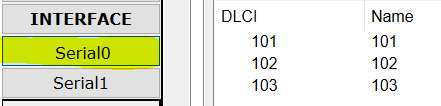 INTERFACE
Serial0
Serial1
DLCI Name
101 101
102 102
103 103